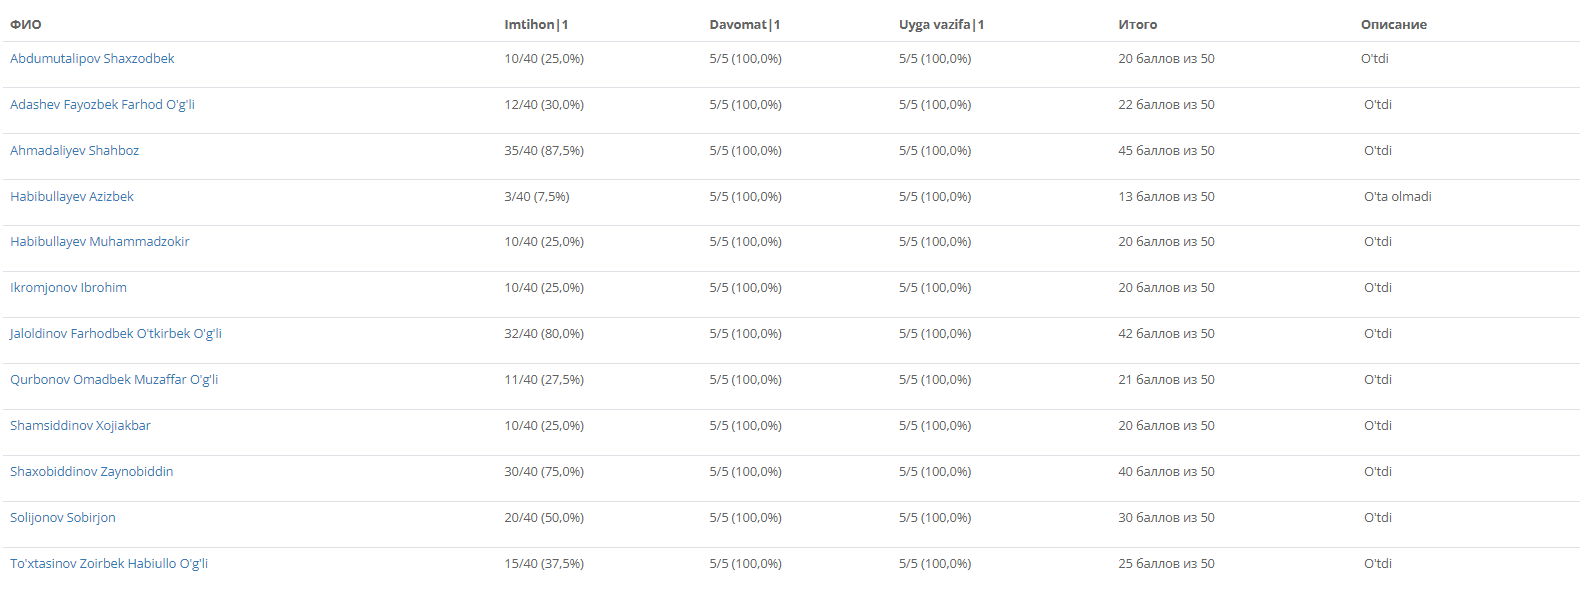 ФИО Imtihon|1 Davomat|1 Uyga vazifa|1 Итого Описание
Abdumutalipov Shaxzodbek 10/40 (25,0%) 5/5 (100,0%) 5/5 (100,0%) 20 баллов из 50 O'tdi
Adashev Fayozbek Farhod O'g'li 12/40 (30,0%) 5/5 (100,0%) 5/5 (100,0%) 22 баллов из 50 O'tdi
Ahmadaliyev Shahboz 35/40 (87,5%) 5/5 (100,0%) 5/5 (100,0%) 45 баллов из 50 O'tdi
Habibullayev Azizbek 3/40 (7,5%) 5/5 (100,0%) 5/5 (100,0%) 13 баллов из 50 O'ta olmadi
Habibullayev Muhammadzokir 10/40 (25,0%) 5/5 (100,0%) 5/5 (100,0%) 20 баллов из 50 O'tdi
Ikromjonov Ibrohim 10/40 (25,0%) 5/5 (100,0%) 5/5 (100,0%) 20 баллов из 50 O'tdi
Jaloldinov Farhodbek O'tkirbek O'g'li 32/40 (80,0%) 5/5 (100,0%) 5/5 (100,0%) 42 баллов из 50 O'tdi
Qurbonov Omadbek Muzaffar O'g'li 11/40 (27,5%) 5/5 (100,0%) 5/5 (100,0%) 21 баллов из 50 O'tdi
Shamsiddinov Xojiakbar 10/40 (25,0%) 5/5 (100,0%) 5/5 (100,0%) 20 баллов из 50 O'tdi
Shaxobiddinov Zaynobiddin 30/40 (75,0%) 5/5 (100,0%) 5/5 (100,0%) 40 баллов из 50 O'tdi
Solijonov Sobirjon 20/40 (50,0%) 5/5 (100,0%) 5/5 (100,0%) 30 баллов из 50 O'tdi
To'xtasinov Zoirbek Habiullo O'g'li 15/40 (37,5%) 5/5 (100,0%) 5/5 (100,0%) 25 баллов из 50 O'tdi